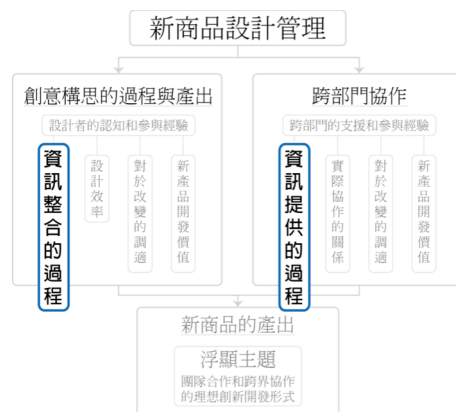 新商品設計管理
創意構思的過程與產出
設計者的認知和參與經驗
資訊整合的過程
設計效率
對於改變的調適
新產品開發價值
跨部門協作
跨部門的支援和參與經驗
資訊提供的過程
實際協作的關係
對於改變的調適
新產品開發價值
新商品的產出
浮顯主題
團隊合作和跨界協作
的理想創新開發形式